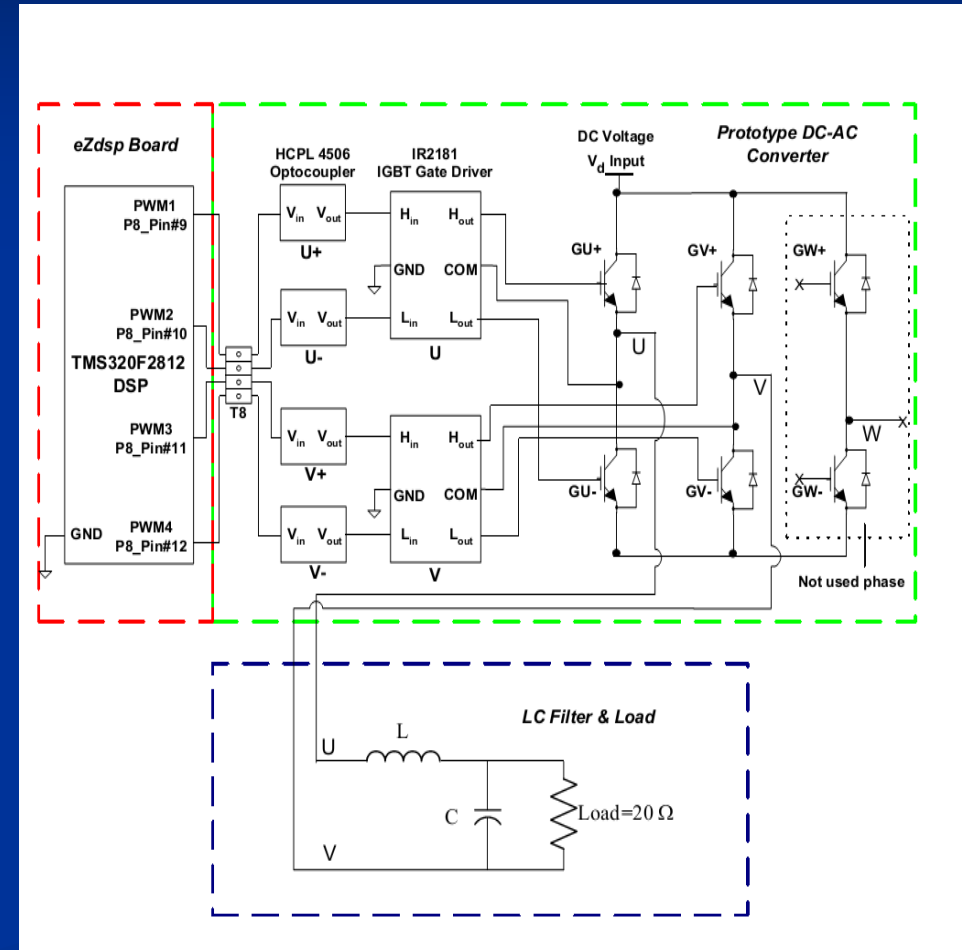 eZdsp Board
PWM1
P8_Pin#9
PWM2
P8_Pin#10
TMS320F2812
DSP
PWM3
P8_Pin#11
GND
PWM4
P8_Pin#12
T8
Prototype DC-AC
Converter
HCPL 4506
Optocoupler
Vin Vout
U+
Vin Vout
U-
Vin Vout
V+
Vin Vout
V-
IR2181
IGBT Gate Driver
Hin Hout
GND COM
Lin Lout
U
Hin Hout
GND COM
Lin Lout
V
DC Voltage
Vd Input
GU+
GV+
GW+
U
V
W
GU-
GV-
GW-
Not used phase
LC Filter & Load
U
L
C
Load=20 Ω
V